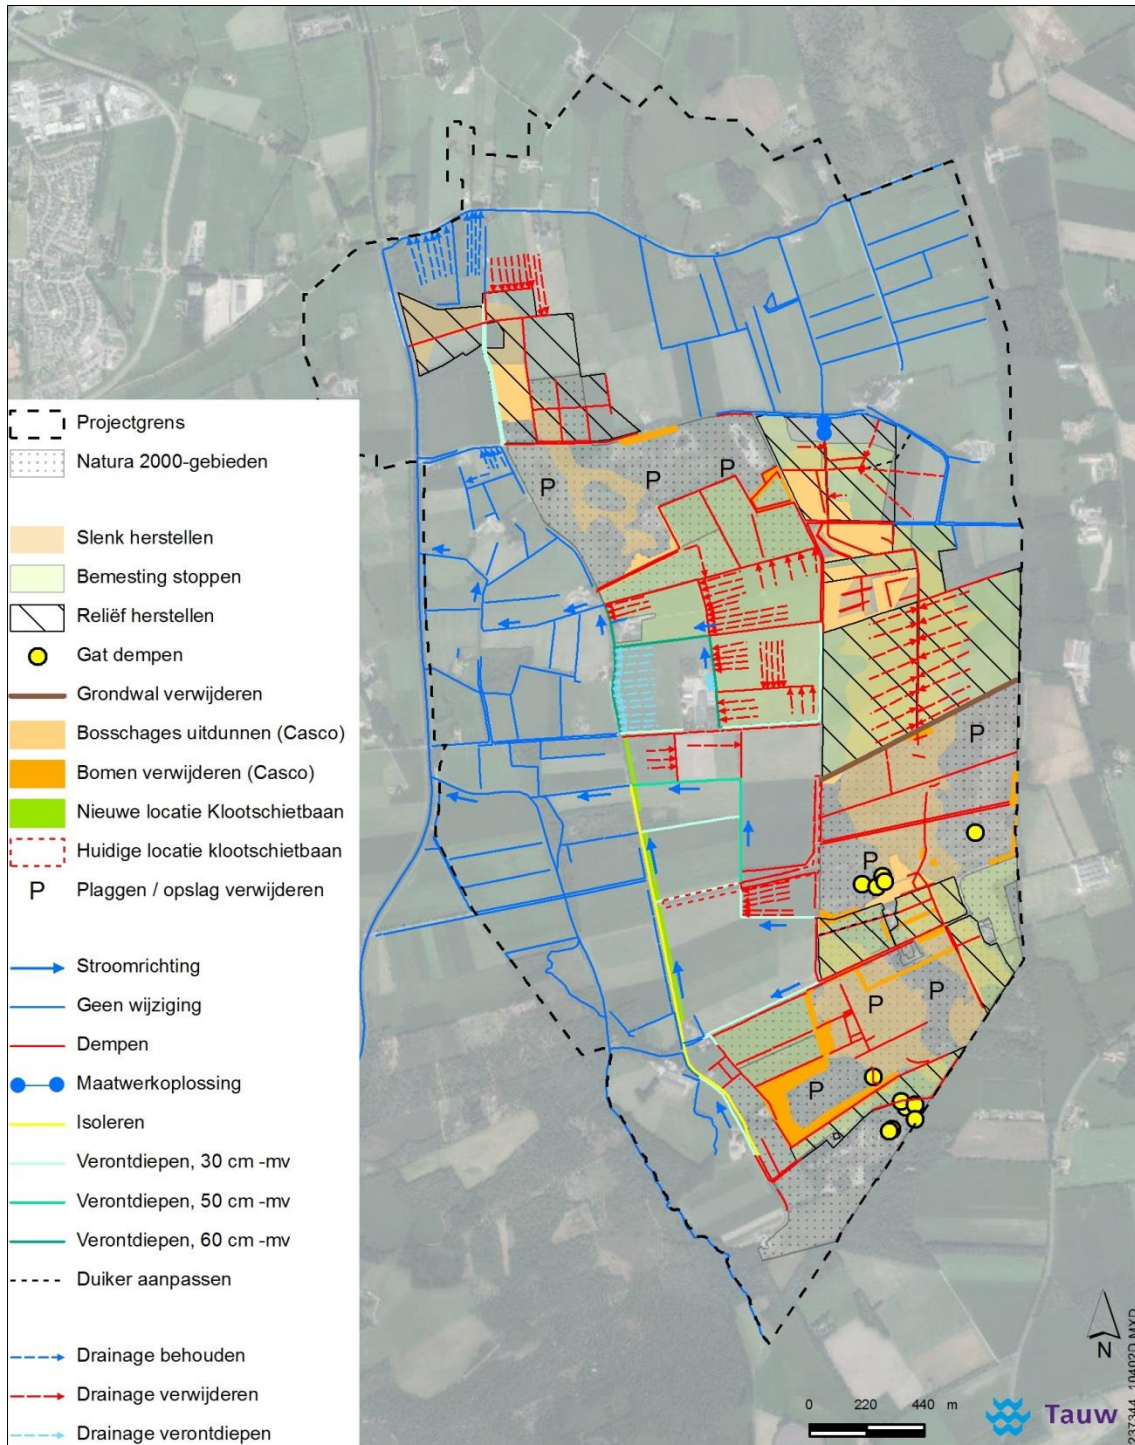 Projectgrens
Natura 2000-gebieden
Slenk herstellen
Bemesting stoppen
Reliëf herstellen
Gat dempen
Grondwal verwijderen
Bosschages uitdunnen (Casco)
Bomen verwijderen (Casco)
Nieuwe locatie Klootschietbaan
Huidige locatie klootschietbaan
P Plaggen / opslag verwijderen
Stroomrichting
Geen wijziging
Dempen
Maatwerkoplossing
Isoleren
Verontdiepen, 30 cm -mv
Verontdiepen, 50 cm -mv
Verontdiepen, 60 cm -mv
Duiker aanpassen
Drainage behouden
Drainage verwijderen
Drainage verontdiepen
P
P
P
P
P
P
P
P
N
0 220 440 m
Tauw
237344_10402D.MXD